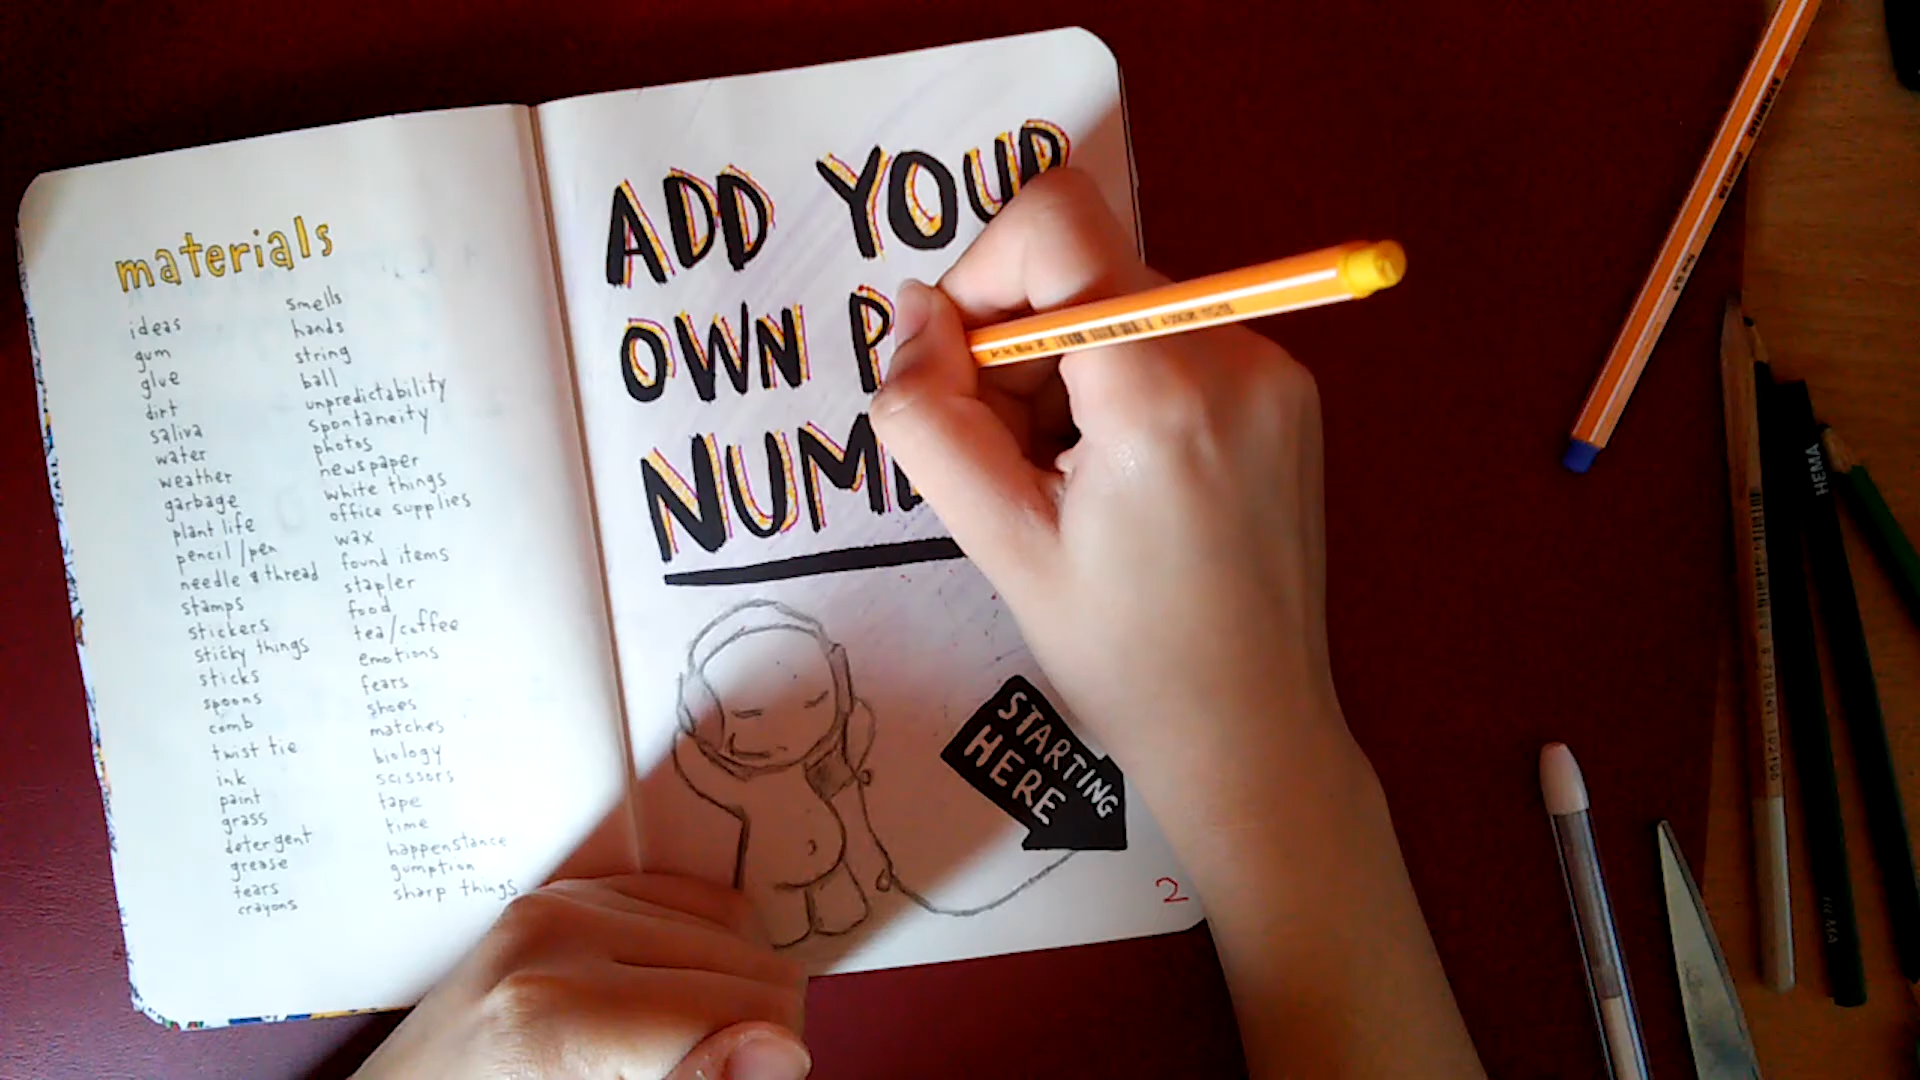 materials
ideas
gum
glue
dirt
saliva
water
weather
garbage
plant life
pencil/pen
needle & thread
stamps
stickers
sticky things
sticks
spoons
comb
twist tie
ink
paint
grass
detergent
grease
tears
crayons
smells
hands
string
ball
unpredictability
spontaneity
photos
newspaper
white things
office supplies
wax
found items
stapler
food
tea/coffee
emotions
fears
shoes
matches
biology
scissors
tape
time
happenstance
gumption
sharp things
ADD YOUR
OWN P
NUM
STARTING
HERE
2
HEMA